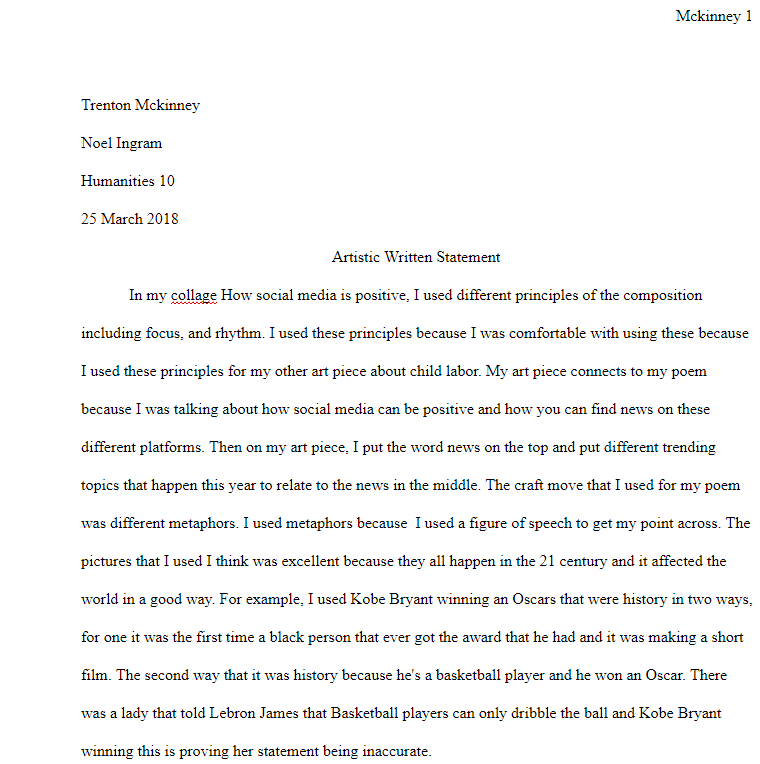 Mckinney 1
Trenton Mckinney
Noel Ingram
Humanities 10
25 March 2018
Artistic Written Statement
In my collage How social media is positive, I used different principles of the composition
including focus, and rhythm. I used these principles because I was comfortable with using these because
I used these principles for my other art piece about child labor. My art piece connects to my poem
because I was talking about how social media can be positive and how you can find news on these
different platforms. Then on my art piece, I put the word news on the top and put different trending
topics that happen this year to relate to the news in the middle. The craft move that I used for my poem
was different metaphors. I used metaphors because  I used a figure of speech to get my point across. The
pictures that I used I think was excellent because they all happen in the 21 century and it affected the
world in a good way. For example, I used Kobe Bryant winning an Oscars that were history in two ways,
for one it was the first time a black person that ever got the award that he had and it was making a short
film. The second way that it was history because he's a basketball player and he won an Oscar. There
was a lady that told Lebron James that Basketball players can only dribble the ball and Kobe Bryant
winning this is proving her statement being inaccurate.